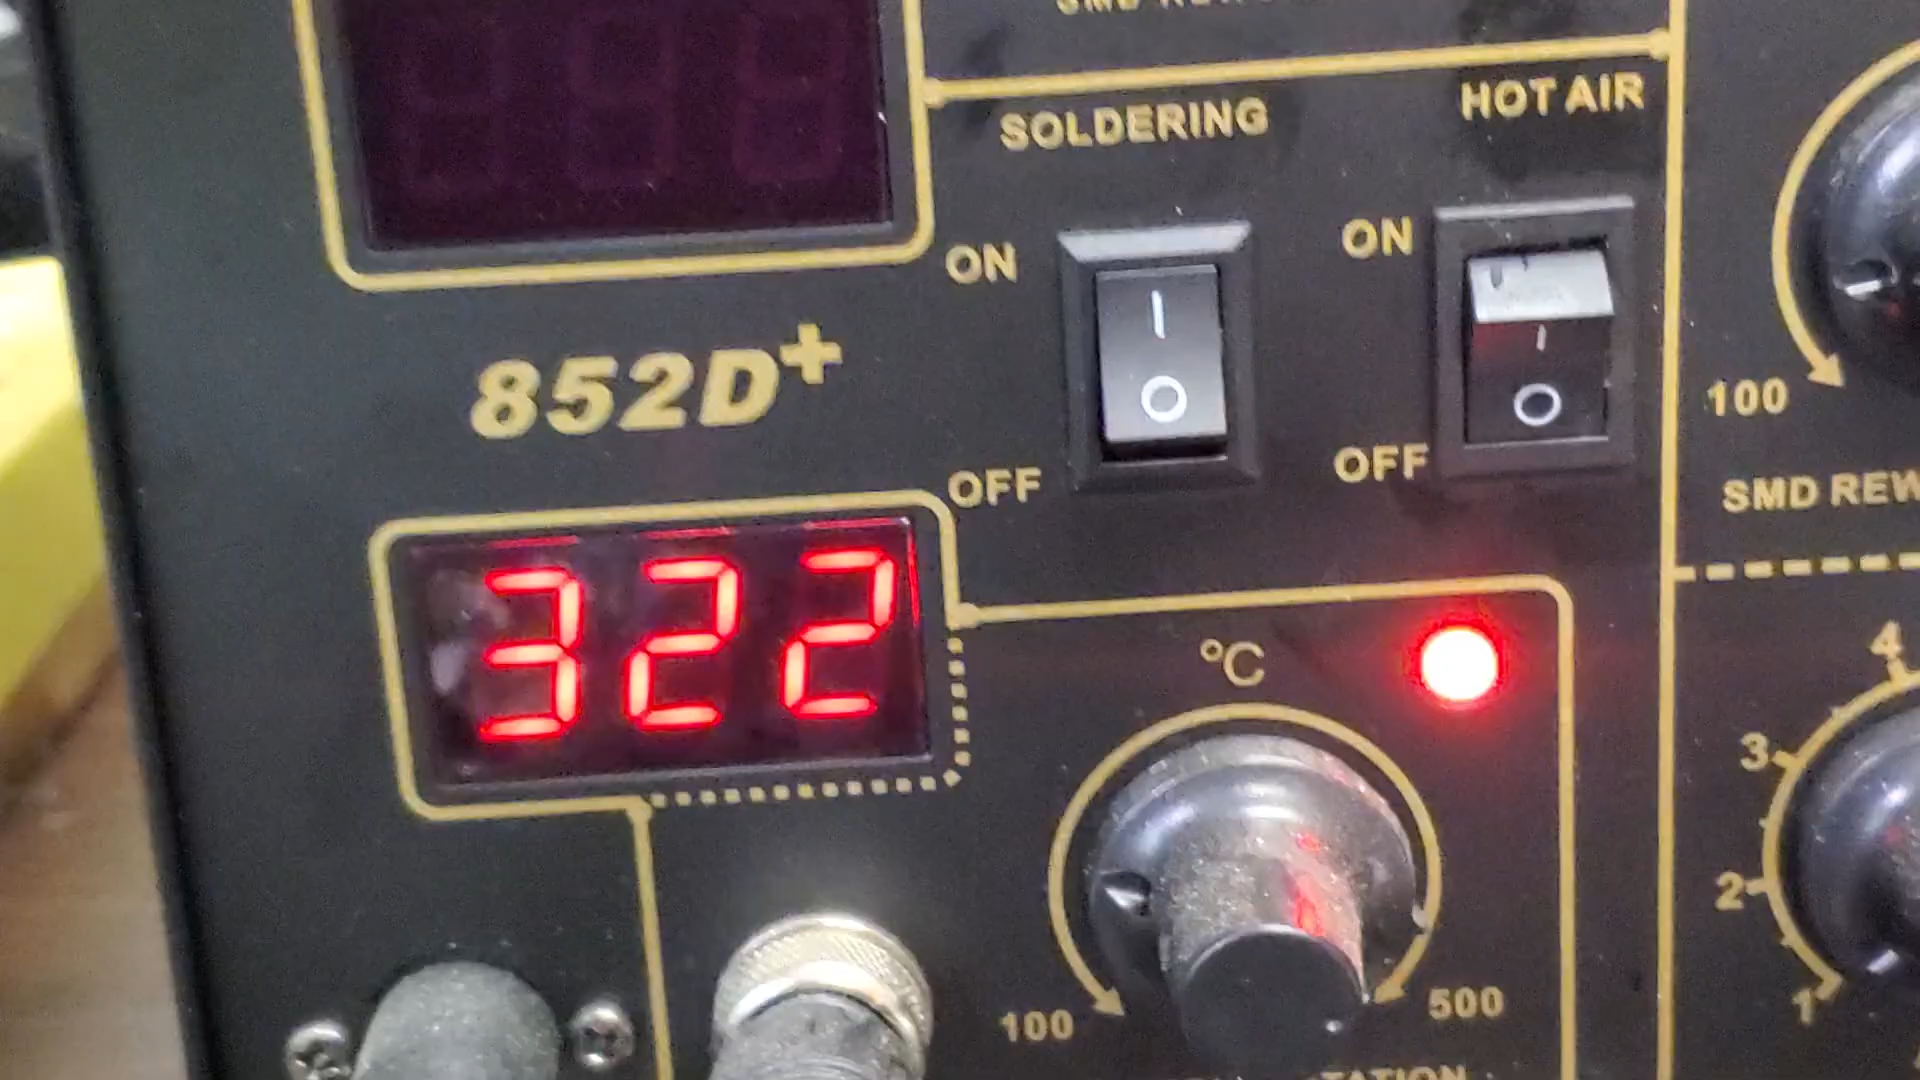 SOLDERING
HOT AIR
ON
ON
852D+
OFF
OFF
100
SMD REW
322
°C
4
3
2
1
100
500